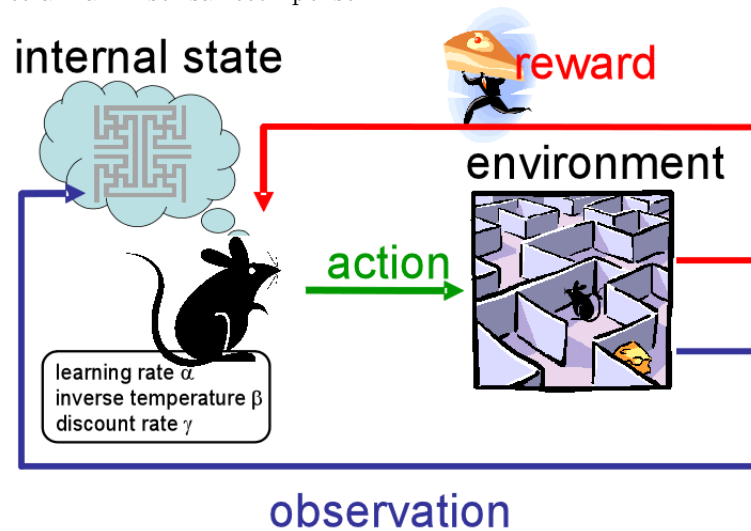 internal state
reward
environment
action
learning rate α
inverse temperature β
discount rate γ
observation